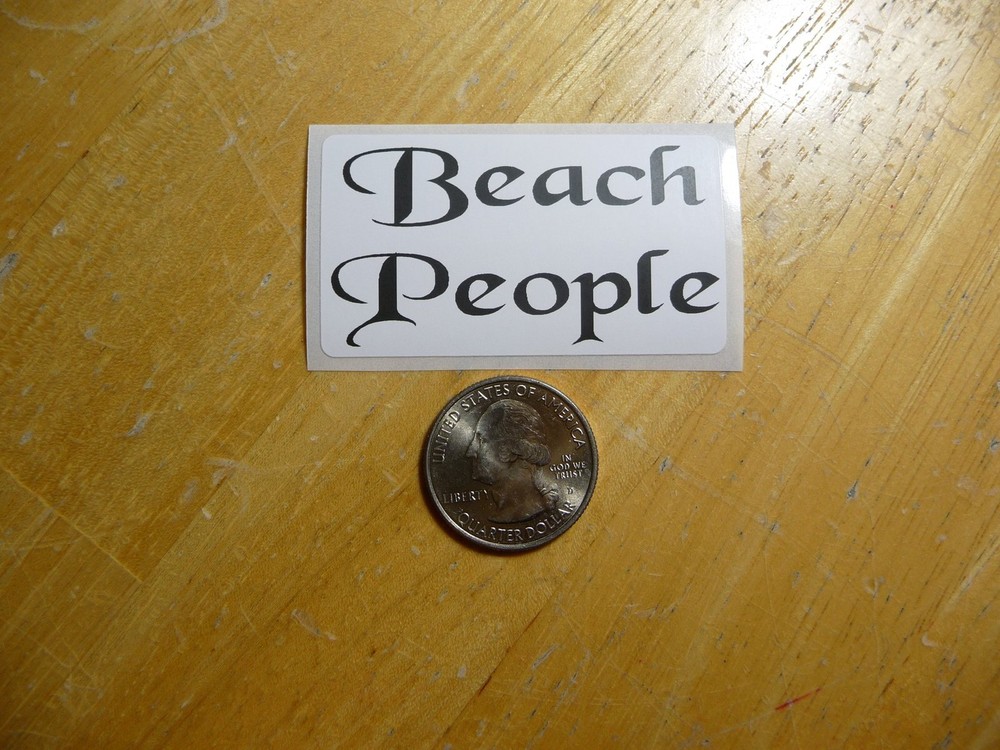 Beach
People
UNITED STATES OF AMERICA
IN
GOD WE
TRUST
LIBERTY
D
QUARTER DOLLAR